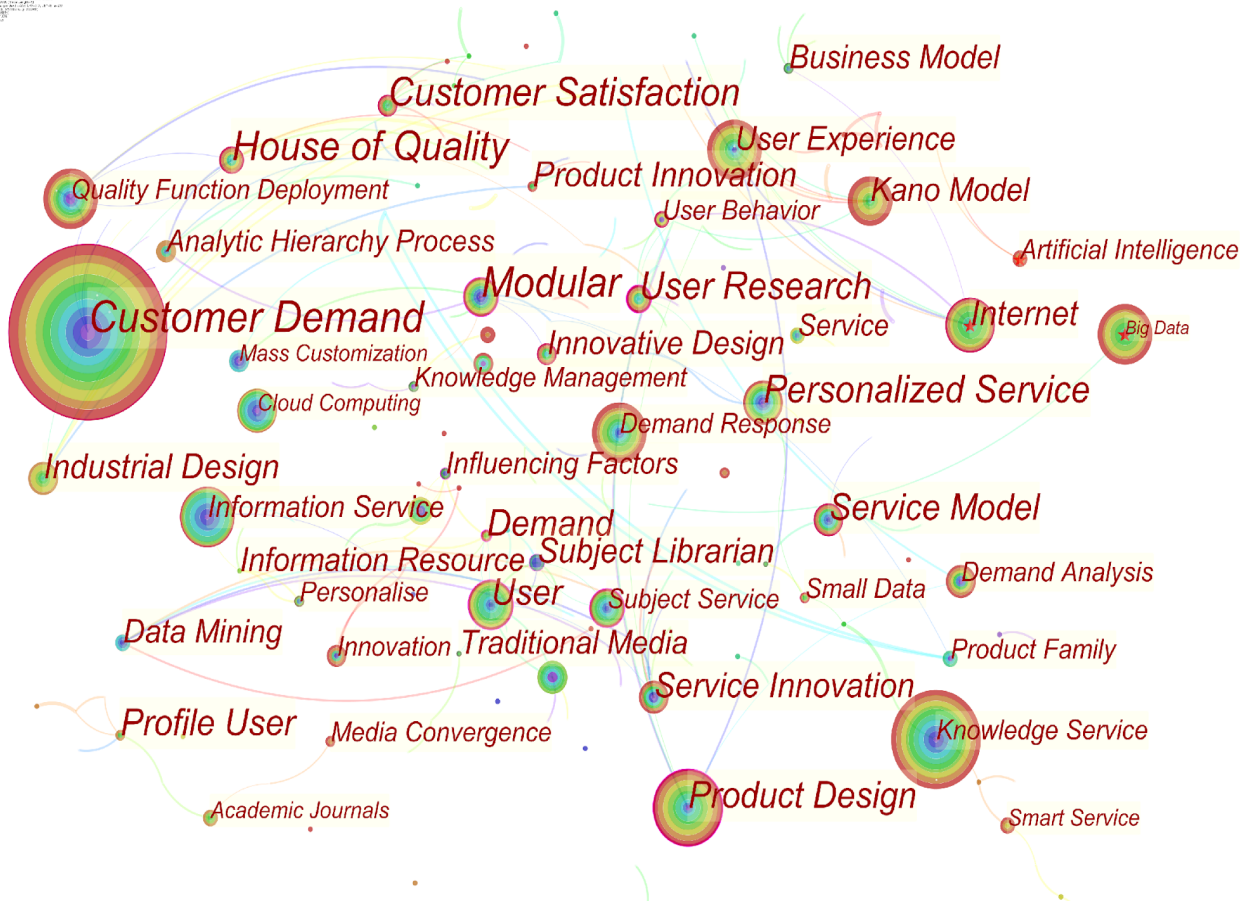 Business Model
Customer Satisfaction
User Experience
House of Quality
Product Innovation
Quality Function Deployment
Kano Model
User Behavior
Analytic Hierarchy Process
Artificial Intelligence
Modular
User Research
Customer Demand
Internet
Service
Big Data
Innovative Design
Mass Customization
Knowledge Management
Personalized Service
Cloud Computing
Demand Response
Industrial Design
Influencing Factors
Information Service
Service Model
Demand
Information Resource
Subject Librarian
Demand Analysis
Personalise
User
Subject Service
Small Data
Data Mining
Innovation
Traditional Media
Product Family
Service Innovation
Profile User
Media Convergence
Knowledge Service
Product Design
Academic Journals
Smart Service